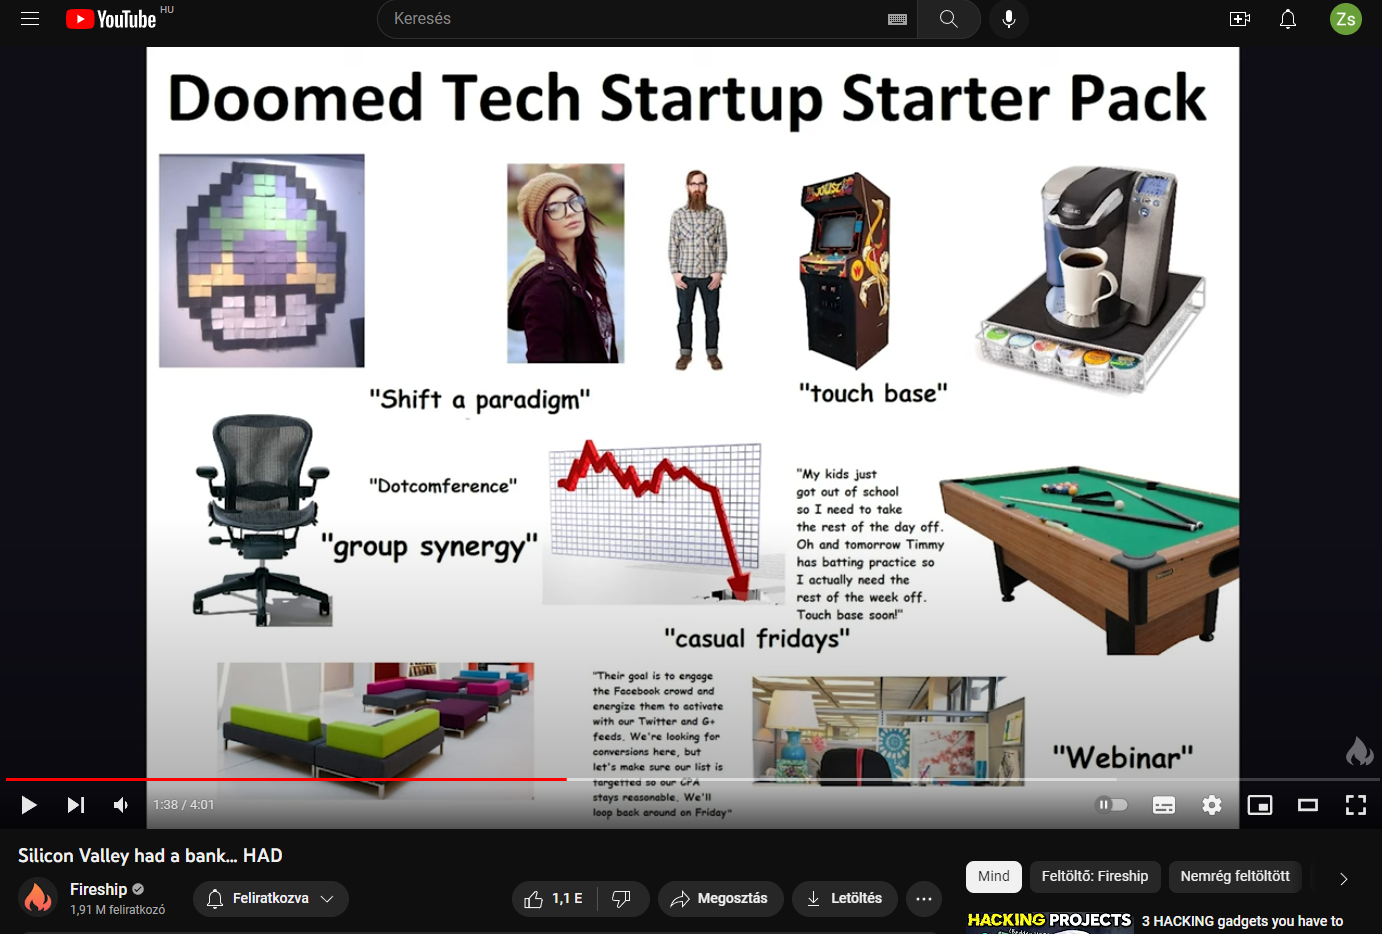 YouTube HU
Keresés
Zs
Doomed Tech Startup Starter Pack
JOUST
"Shift a paradigm"
"touch base"
"Dotcomference"
"group synergy"
"My kids just
got out of school
so I need to take
the rest of the day off.
Oh and tomorrow Timmy
has batting practice so
I actually need the
rest of the week off.
Touch base soon!"
"casual fridays"
"Their goal is to engage
the Facebook crowd and
energize them to activate
with our Twitter and G+
feeds. We're looking for
conversions here, but
let's make sure our list is
targetted so our CPA
stays reasonable. We'll
loop back around on Friday"
"Webinar"
1:38 / 4:01
Silicon Valley had a bank... HAD
Fireship
1,91 M feliratkozó
Feliratkozva
1,1 E
Megosztás
Letöltés
Mind
Feltöltő: Fireship
Nemrég feltöltött
HACKING PROJECTS
3 HACKING gadgets you have to